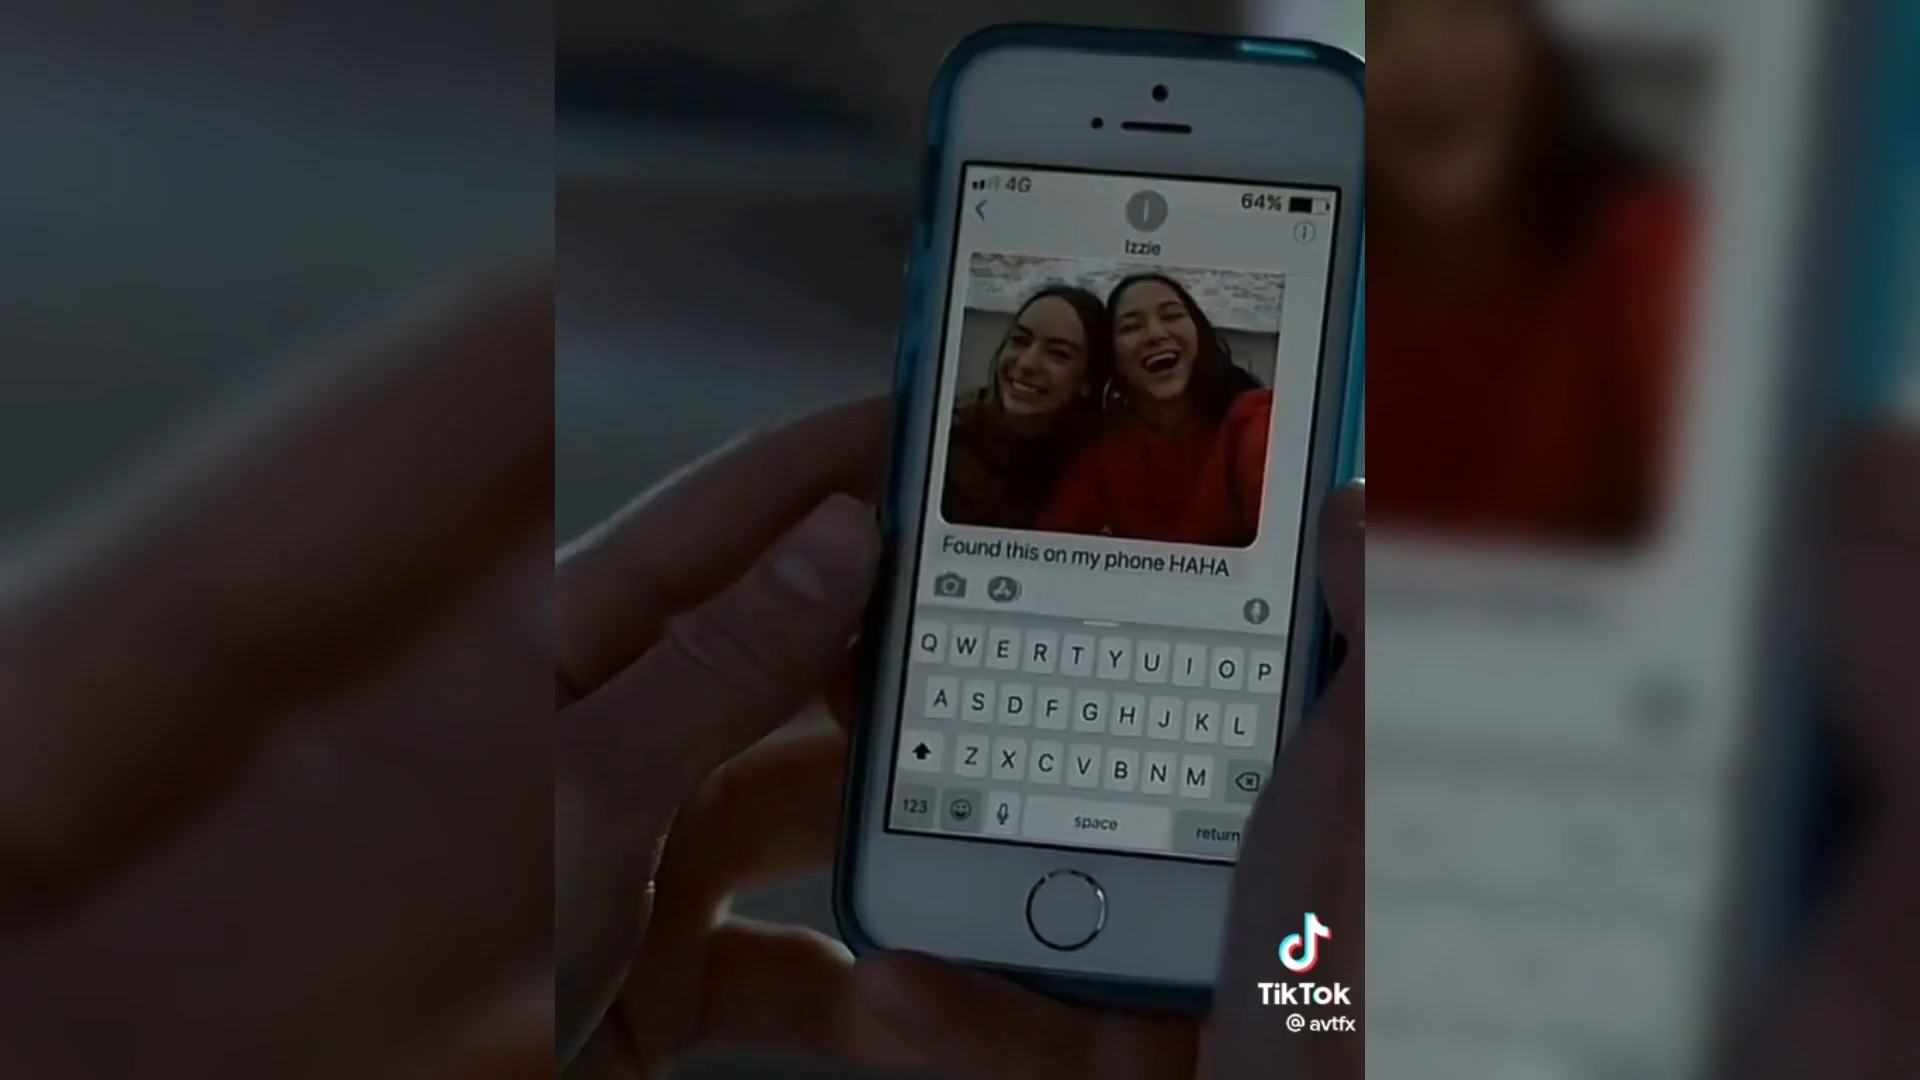 4G
64%
I
Izzie
Found this on my phone HAHA
Q W E R T Y U I O P
A S D F G H J K L
Z X C V B N M
123
space
return
TikTok
@ avtfx